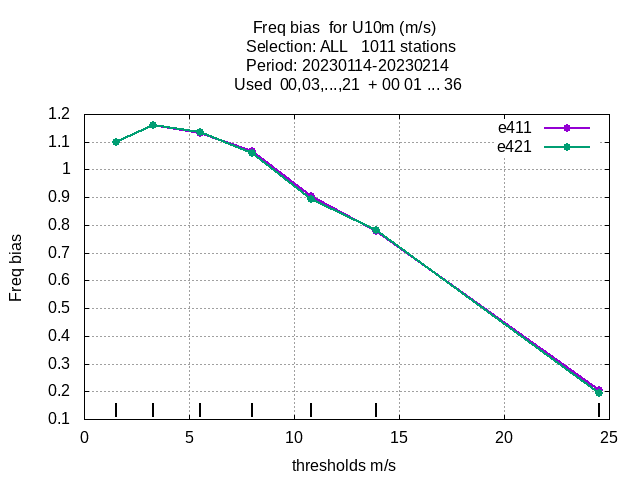 Freq bias  for U10m (m/s)
Selection: ALL   1011 stations
Period: 20230114-20230214
Used  00,03,...,21  + 00 01 ... 36
e411
e421
1.2
1.1
1
0.9
0.8
0.7
0.6
0.5
0.4
0.3
0.2
0.1
Freq bias
0 5 10 15 20 25
thresholds m/s